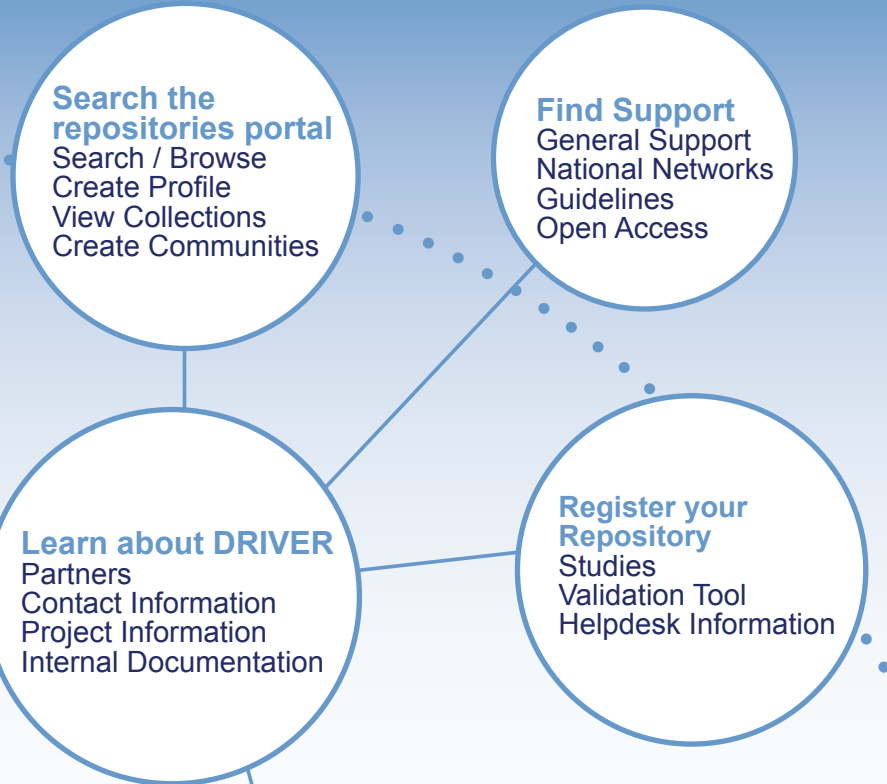 Search the
repositories portal
Search / Browse
Create Profile
View Collections
Create Communities
Find Support
General Support
National Networks
Guidelines
Open Access
Learn about DRIVER
Partners
Contact Information
Project Information
Internal Documentation
Register your
Repository
Studies
Validation Tool
Helpdesk Information